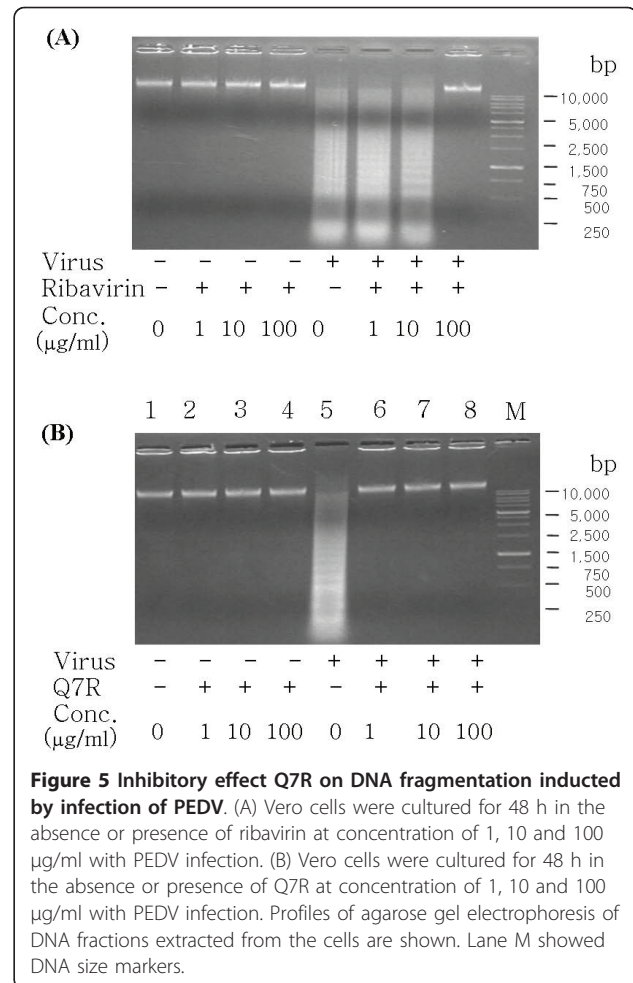 (A)
bp
10,000
5,000
2,500
1,500
750
500
250
Virus − − − − + + + +
Ribavirin − + + + − + + +
Conc. (µg/ml) 0 1 10 100 0 1 10 100
1 2 3 4 5 6 7 8 M
(B)
bp
10,000
5,000
2,500
1,500
750
500
250
Virus − − − − + + + +
Q7R − + + + − + + +
Conc. (µg/ml) 0 1 10 100 0 1 10 100
Figure 5 Inhibitory effect Q7R on DNA fragmentation inducted
by infection of PEDV. (A) Vero cells were cultured for 48 h in the
absence or presence of ribavirin at concentration of 1, 10 and 100
µg/ml with PEDV infection. (B) Vero cells were cultured for 48 h in
the absence or presence of Q7R at concentration of 1, 10 and 100
µg/ml with PEDV infection. Profiles of agarose gel electrophoresis of
DNA fractions extracted from the cells are shown. Lane M showed
DNA size markers.